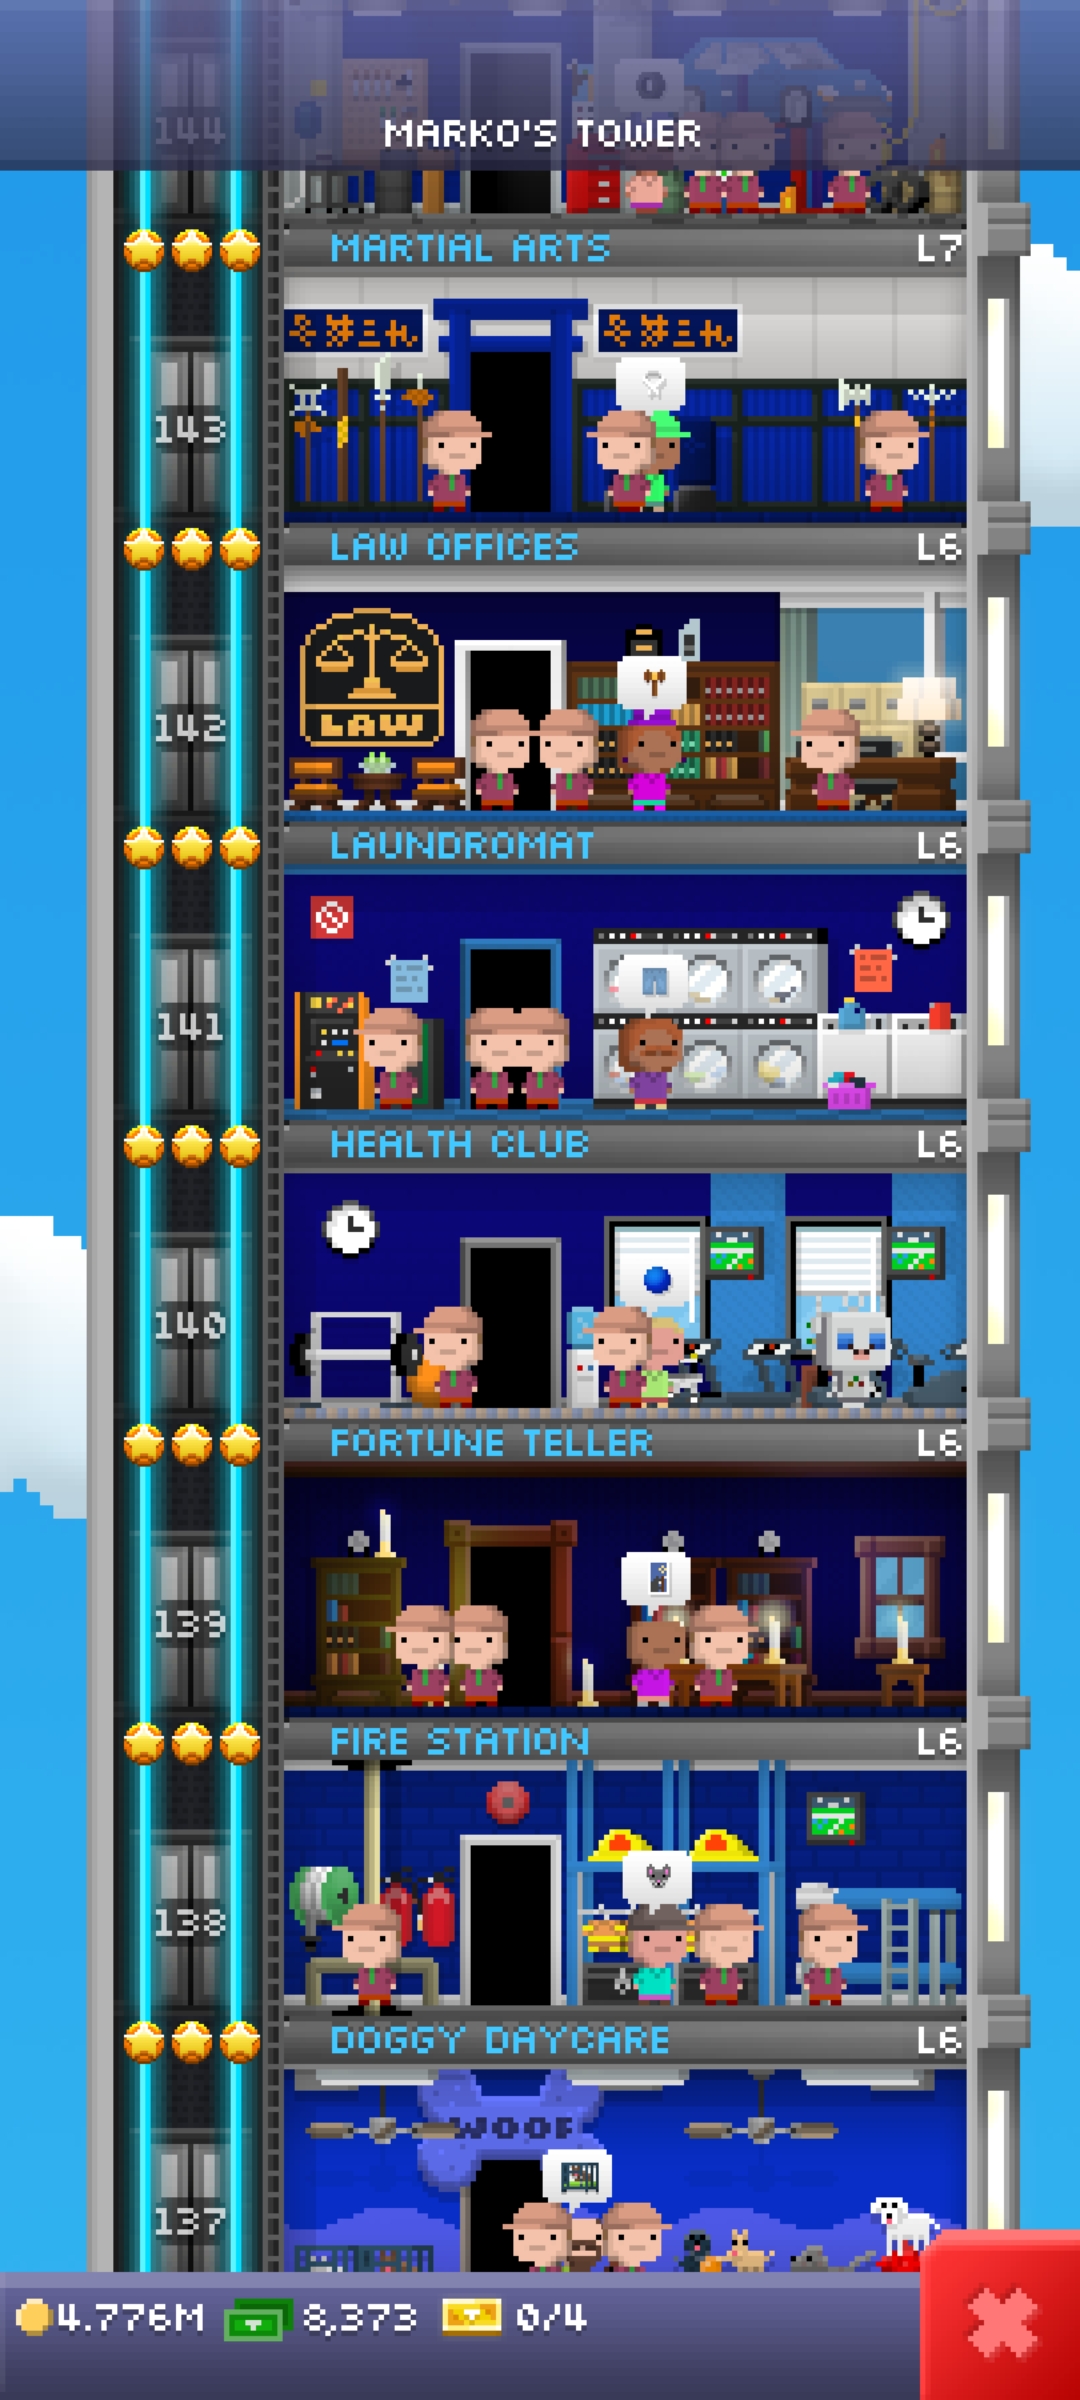 144
MARKO'S TOWER
MARTIAL ARTS L7
143
LAW OFFICES L6
LAW
142
LAUNDROMAT L6
141
HEALTH CLUB L6
140
FORTUNE TELLER L6
139
FIRE STATION L6
138
DOGGY DAYCARE L6
WOOF
137
4.776M 8,373 0/4